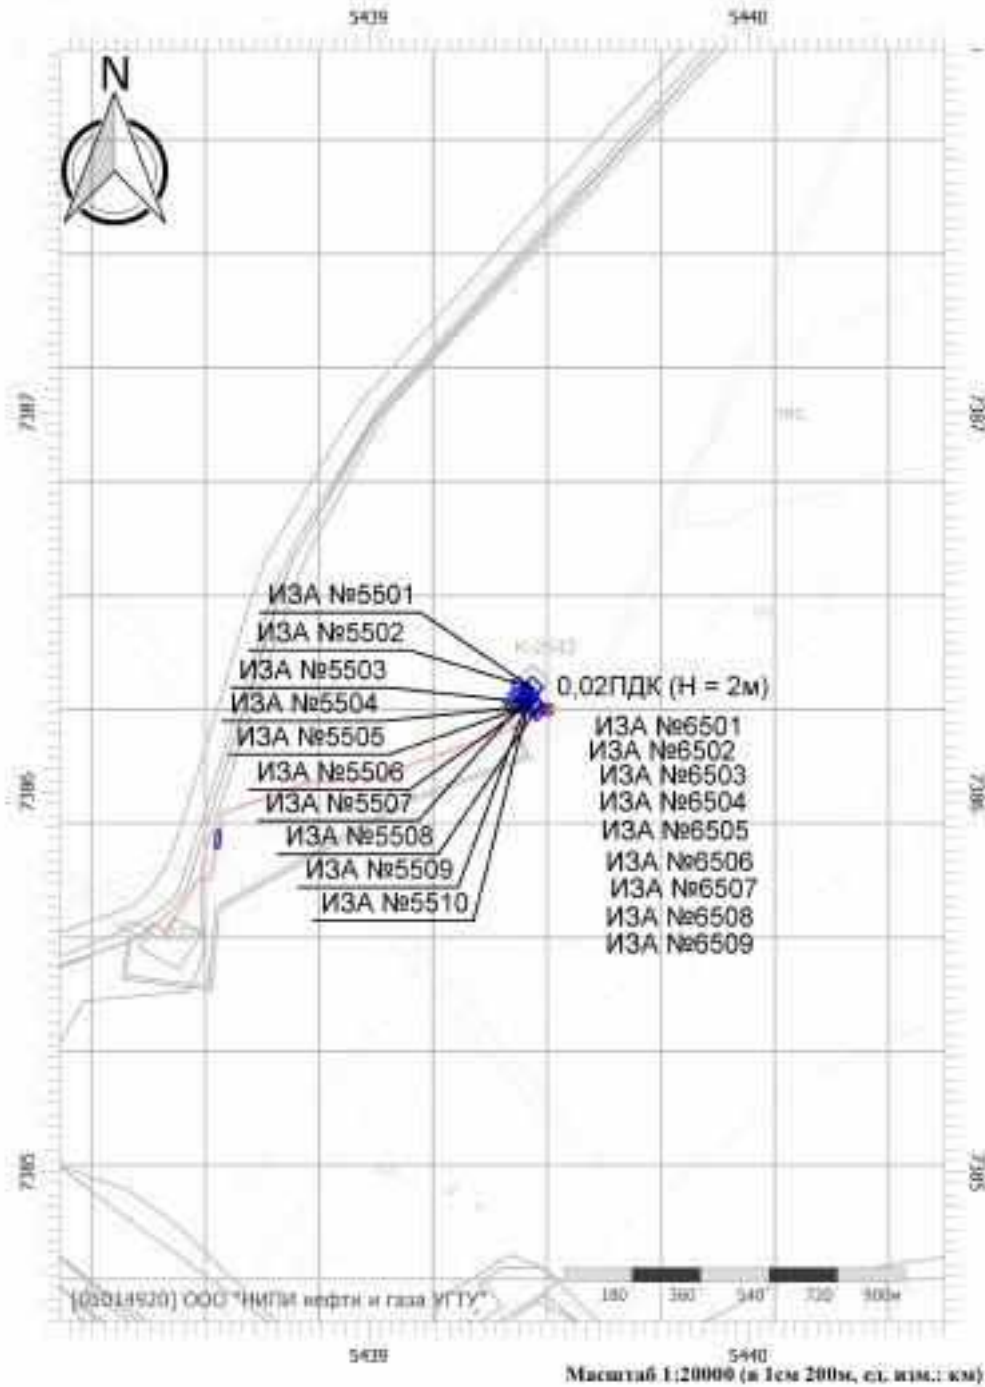 5439 5440
N
7387 7387
ИЗА №5501
ИЗА №5502
ИЗА №5503
ИЗА №5504
ИЗА №5505
ИЗА №5506
ИЗА №5507
ИЗА №5508
ИЗА №5509
ИЗА №5510
0,02ПДК (Н = 2м)
ИЗА №6501
ИЗА №6502
ИЗА №6503
ИЗА №6504
ИЗА №6505
ИЗА №6506
ИЗА №6507
ИЗА №6508
ИЗА №6509
7386 7386
7385 7385
180 360 540 720 900м
ООО "НИПИ нефти и газа УГТУ"
5439 5440
Масштаб 1:20000 (в 1см 200м, ед. изм.: км)